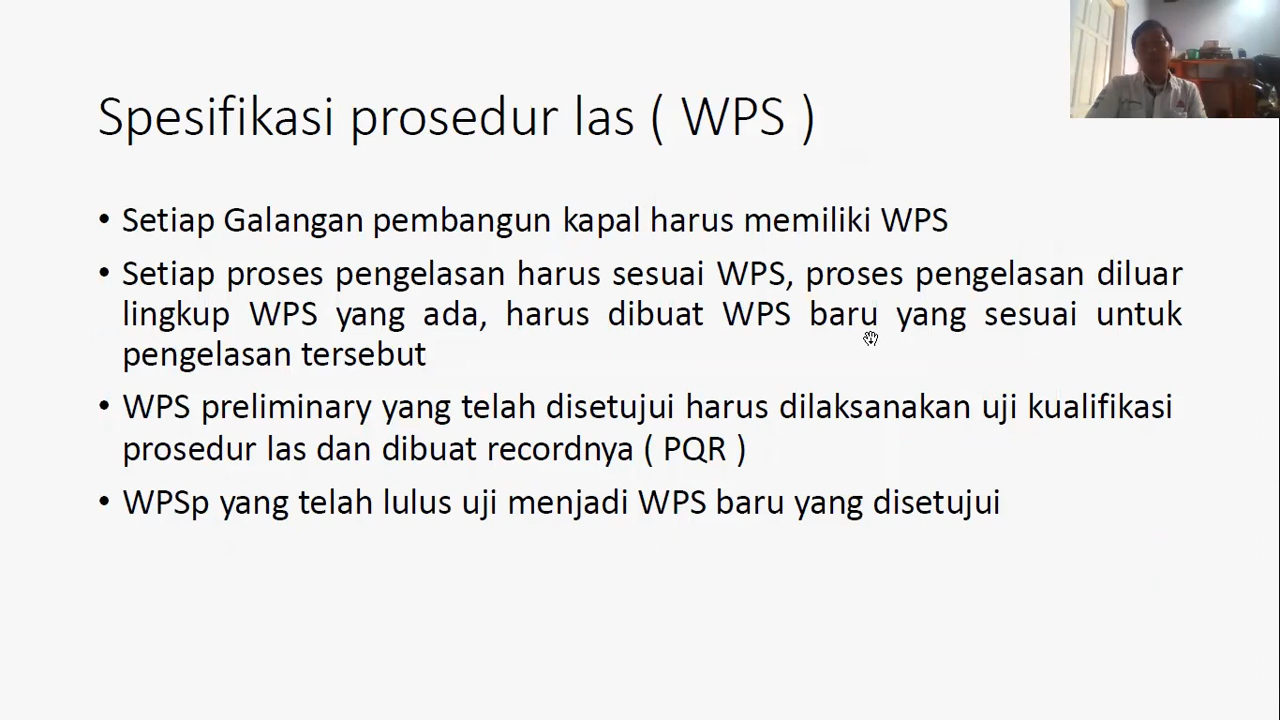 Spesifikasi prosedur las ( WPS )
• Setiap Galangan pembangun kapal harus memiliki WPS
• Setiap proses pengelasan harus sesuai WPS, proses pengelasan diluar
lingkup WPS yang ada, harus dibuat WPS baru yang sesuai untuk
pengelasan tersebut
• WPS preliminary yang telah disetujui harus dilaksanakan uji kualifikasi
prosedur las dan dibuat recordnya ( PQR )
• WPSp yang telah lulus uji menjadi WPS baru yang disetujui